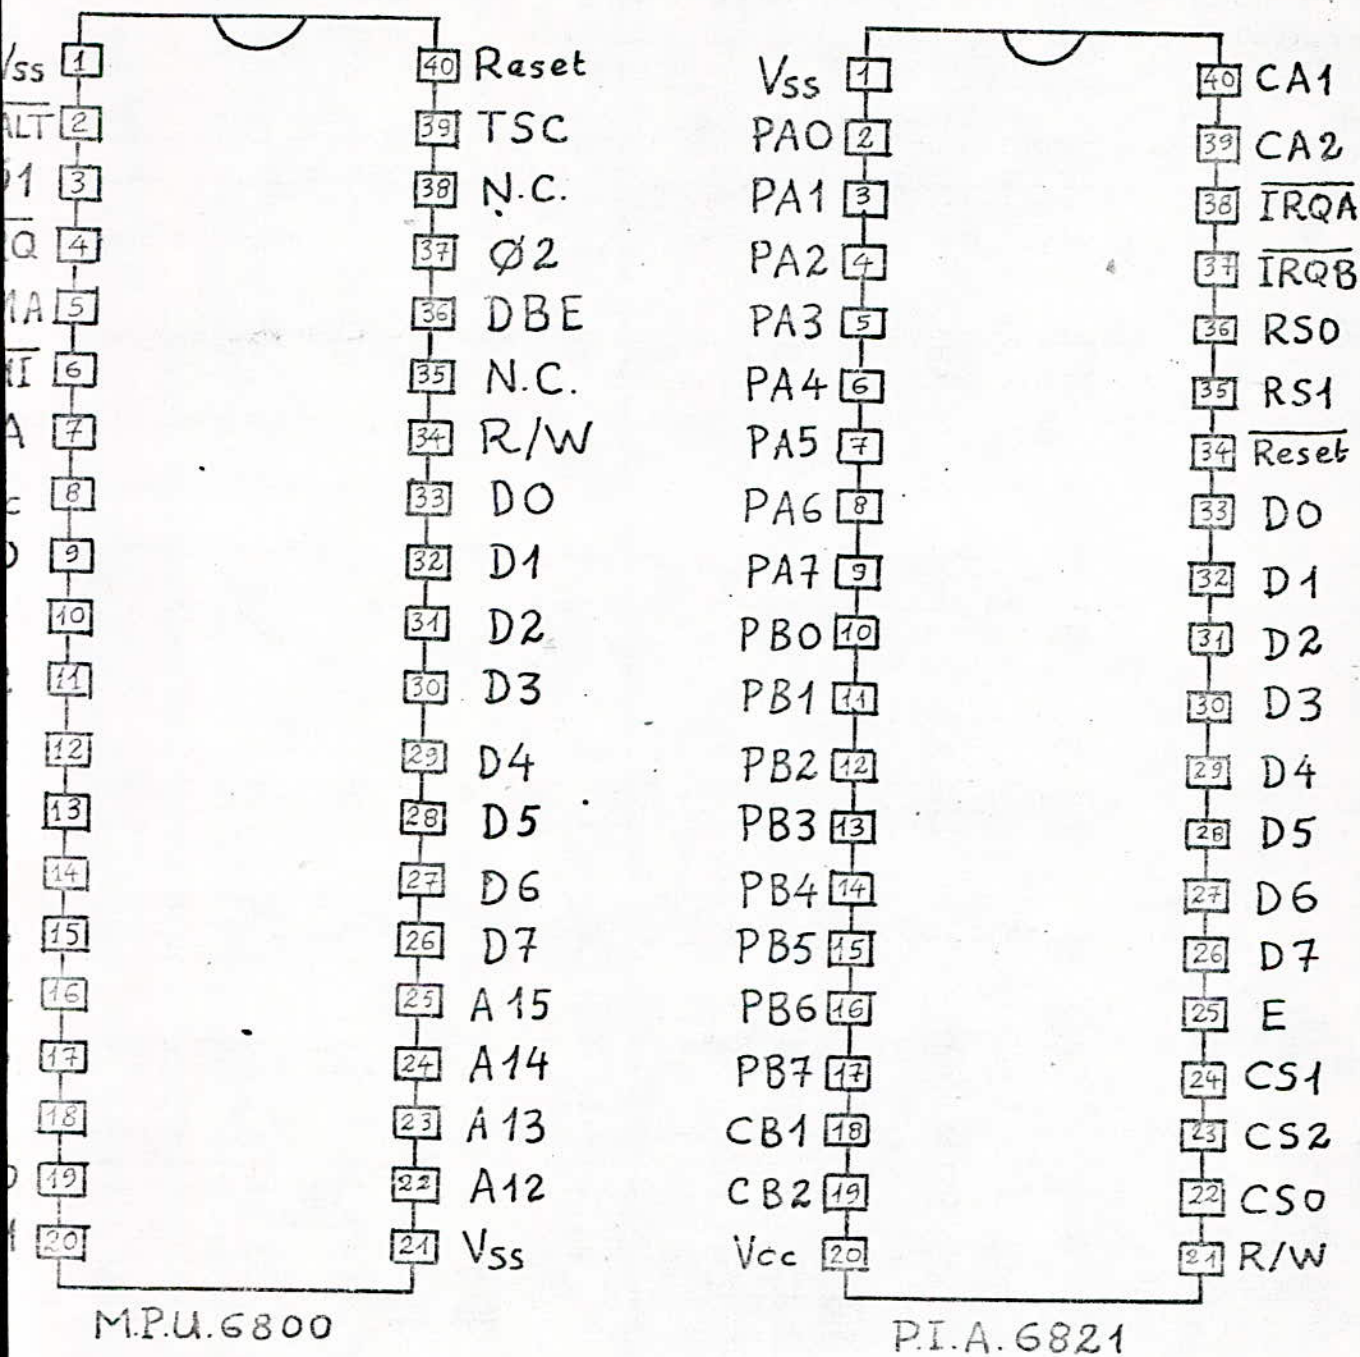 Vss 1 40 Raset
ALT 2 39 TSC
1 3 38 N.C.
Q 4 37 Ø2
MA 5 36 DBE
6 35 N.C.
A 7 34 R/W
8 33 D0
9 32 D1
10 31 D2
11 30 D3
12 29 D4
13 28 D5
14 27 D6
15 26 D7
16 25 A15
17 24 A14
18 23 A13
19 22 A12
20 21 Vss
M.P.U.6800
Vss 1 40 CA1
PA0 2 39 CA2
PA1 3 38 I̅R̅Q̅A̅
PA2 4 37 I̅R̅Q̅B̅
PA3 5 36 RS0
PA4 6 35 RS1
PA5 7 34 R̅e̅s̅e̅t̅
PA6 8 33 D0
PA7 9 32 D1
PB0 10 31 D2
PB1 11 30 D3
PB2 12 29 D4
PB3 13 28 D5
PB4 14 27 D6
PB5 15 26 D7
PB6 16 25 E
PB7 17 24 CS1
CB1 18 23 CS2
CB2 19 22 CS0
Vcc 20 21 R/W
P.I.A.6821